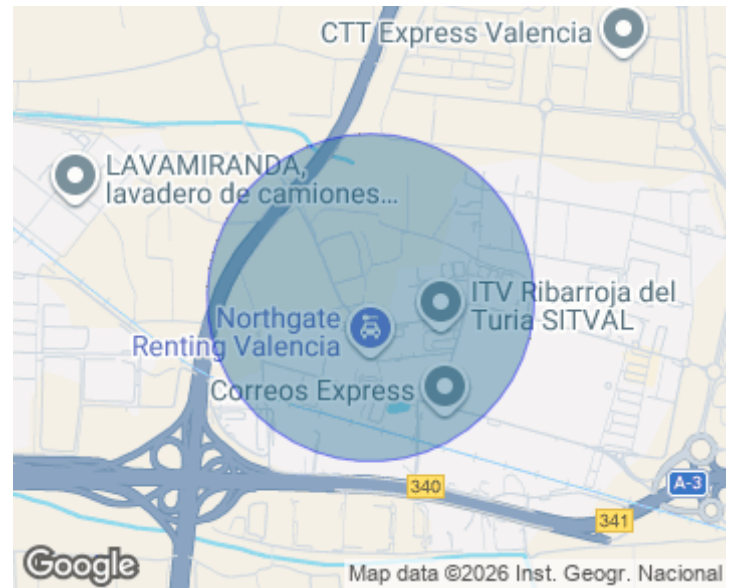 CTT Express Valencia
LAVAMIRANDA,
lavadero de camiones...
ITV Ribarroja del
Turia SITVAL
Northgate
Renting Valencia
Correos Express
340
A-3
341
Google
Map data ©2026 Inst. Geogr. Nacional